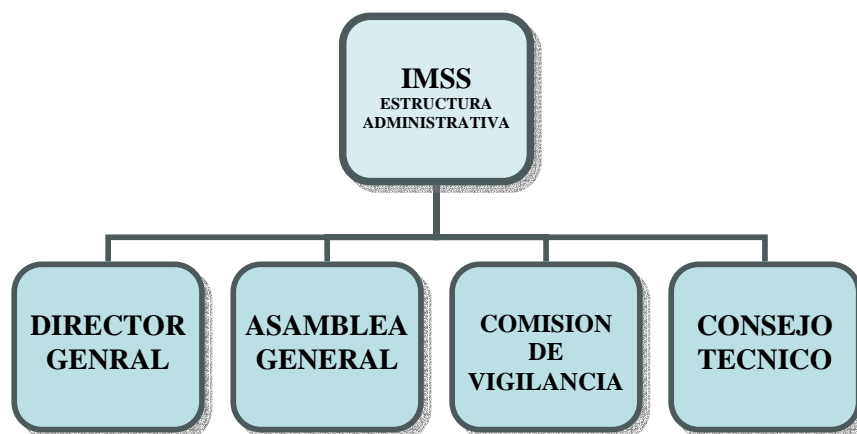 IMSS
ESTRUCTURA
ADMINISTRATIVA
DIRECTOR
GENRAL
ASAMBLEA
GENERAL
COMISION
DE
VIGILANCIA
CONSEJO
TECNICO